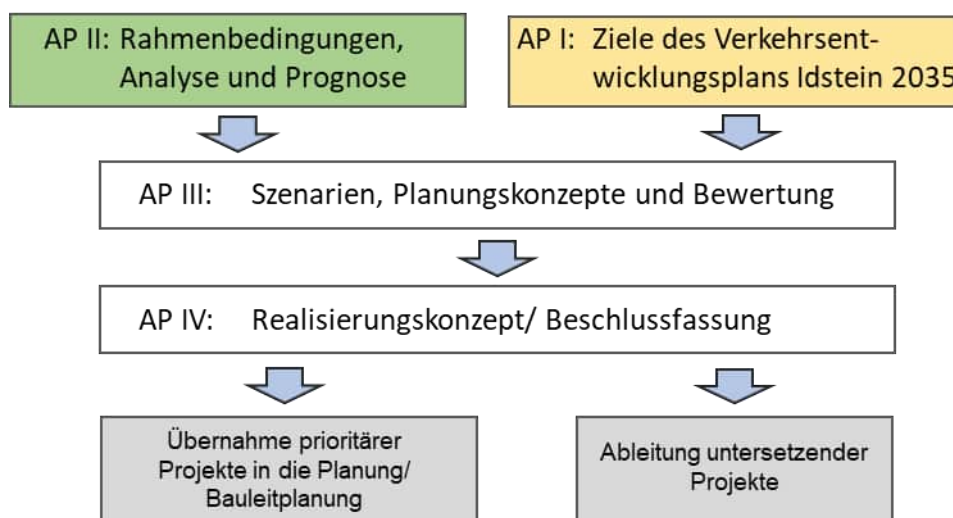 AP II: Rahmenbedingungen,
Analyse und Prognose
AP I: Ziele des Verkehrsent-
wicklungsplans Idstein 2035
AP III: Szenarien, Planungskonzepte und Bewertung
AP IV: Realisierungskonzept/ Beschlussfassung
Übernahme prioritärer
Projekte in die Planung/
Bauleitplanung
Ableitung untersetzender
Projekte